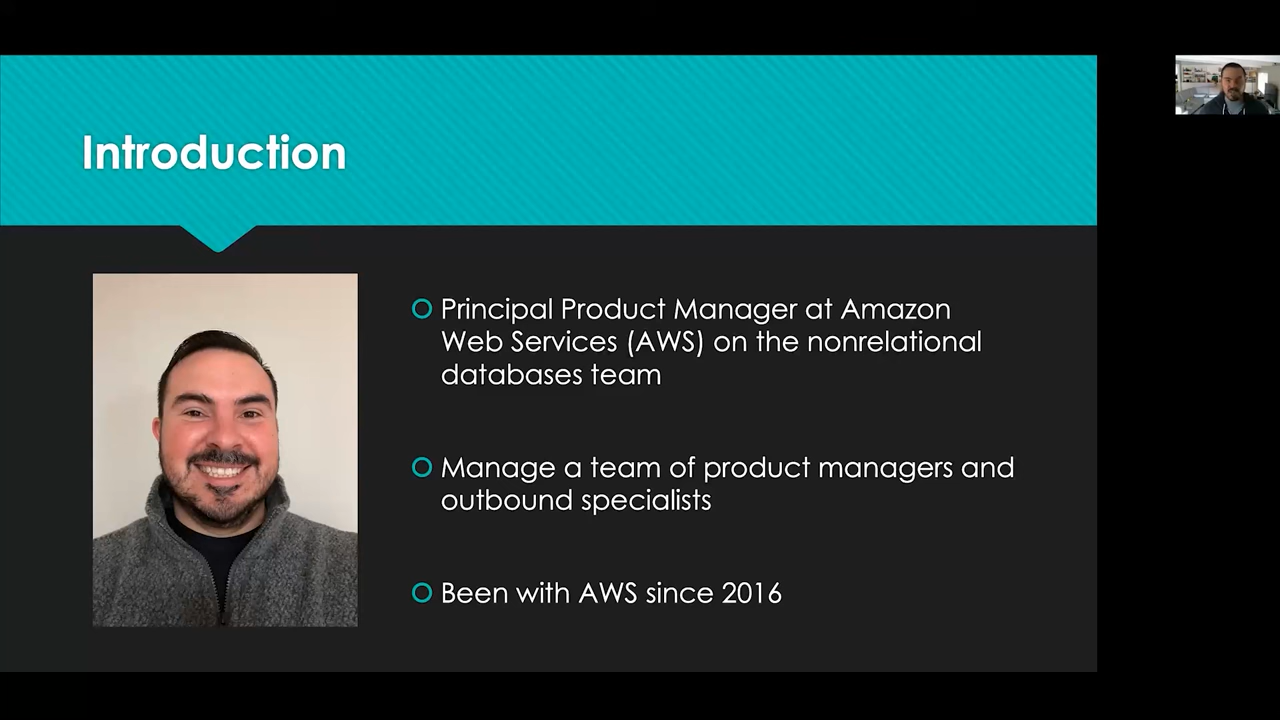 Introduction
Principal Product Manager at Amazon
Web Services (AWS) on the nonrelational
databases team
Manage a team of product managers and
outbound specialists
Been with AWS since 2016